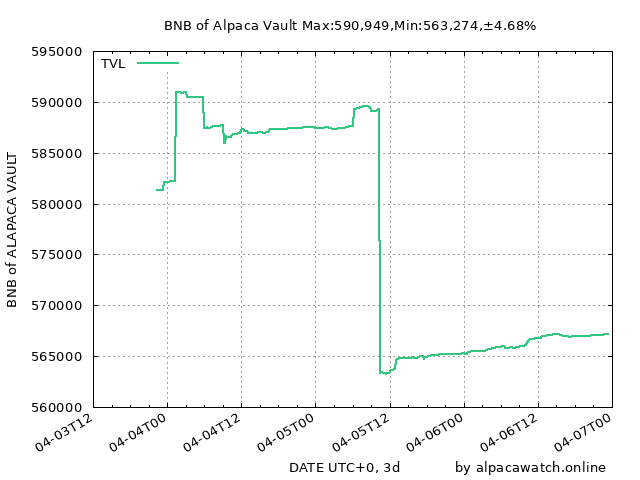 BNB of Alpaca Vault Max:590,949,Min:563,274,±4.68%
TVL
595000
590000
585000
580000
575000
570000
565000
560000
BNB of ALAPACA VAULT
04-03T12
04-04T00
04-04T12
04-05T00
04-05T12
04-06T00
04-06T12
04-07T00
DATE UTC+0, 3d
by alpacawatch.online